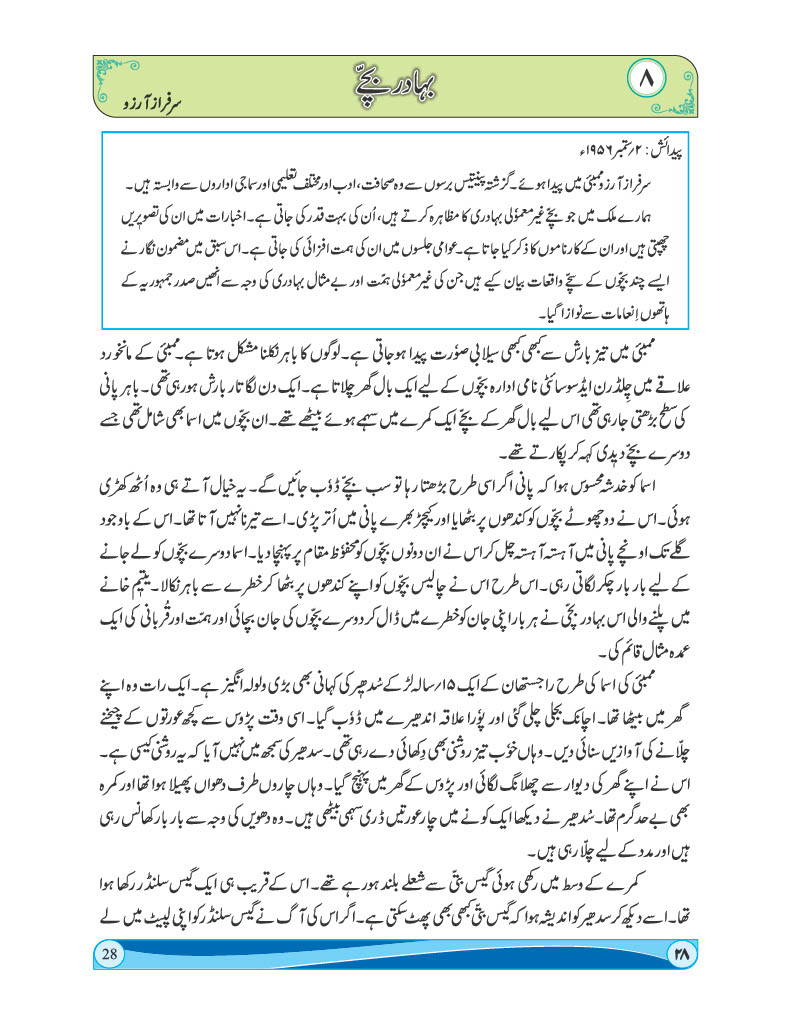 ۸
بہادر بچّے
سرفراز آرزو
پیدائش : ۲؍ ستمبر ۱۹۵۶ء
سرفراز آرزو ممبئی میں پیدا ہوئے۔ گزشتہ پینتیس برسوں سے وہ صحافت، ادب اور مختلف تعلیمی اور سماجی اداروں سے وابستہ ہیں۔
ہمارے ملک میں جو بچّے غیر معمولی بہادری کا مظاہرہ کرتے ہیں، اُن کی بہت قدر کی جاتی ہے۔ اخبارات میں ان کی تصویریں
چھپتی ہیں اور ان کے کارناموں کا ذکر کیا جاتا ہے۔ عوامی جلسوں میں ان کی ہمت افزائی کی جاتی ہے۔ اس سبق میں مضمون نگار نے
ایسے چند بچّوں کے سچّے واقعات بیان کیے ہیں جن کی غیر معمولی ہمّت اور بے مثال بہادری کی وجہ سے انھیں صدر جمہوریہ کے
ہاتھوں اِنعامات سے نوازا گیا۔
ممبئی میں تیز بارش سے کبھی کبھی سیلابی صوٗرت پیدا ہو جاتی ہے۔ لوگوں کا باہر نکلنا مشکل ہوتا ہے۔ ممبئی کے مانخورد
علاقے میں چلڈرن ایڈ سوسائٹی نامی ادارہ بچّوں کے لیے ایک بال گھر چلاتا ہے۔ ایک دن لگاتار بارش ہو رہی تھی۔ باہر پانی
کی سطح بڑھتی جا رہی تھی اس لیے بال گھر کے بچّے ایک کمرے میں سہمے ہوئے بیٹھے تھے۔ ان بچّوں میں اسما بھی شامل تھی جسے
دوسرے بچّے دیدی کہہ کر پکارتے تھے۔
اسما کو خدشہ محسوس ہوا کہ پانی اگر اسی طرح بڑھتا رہا تو سب بچّے ڈوٗب جائیں گے۔ یہ خیال آتے ہی وہ اُٹھ کھڑی
ہوئی۔ اس نے دو چھوٹے بچّوں کو کندھوں پر بٹھایا اور کیچڑ بھرے پانی میں اُتر پڑی۔ اسے تیرنا نہیں آتا تھا۔ اس کے باوجود
گلے تک اونچے پانی میں آہستہ آہستہ چل کر اس نے ان دونوں بچّوں کو محفوٗظ مقام پر پہنچا دیا۔ اسما دوسرے بچّوں کو لے جانے
کے لیے بار بار چکر لگاتی رہی۔ اس طرح اس نے چالیس بچّوں کو اپنے کندھوں پر بٹھا کر خطرے سے باہر نکالا۔ یتیم خانے
میں پلنے والی اس بہادر بچّی نے ہر بار اپنی جان کو خطرے میں ڈال کر دوسرے بچّوں کی جان بچائی اور ہمّت اور قُربانی کی ایک
عمدہ مثال قائم کی۔
ممبئی کی اسما کی طرح راجستھان کے ایک ۱۵؍سالہ لڑکے سُدھیر کی کہانی بھی بڑی ولولہ انگیز ہے۔ ایک رات وہ اپنے
گھر میں بیٹھا تھا۔ اچانک بجلی چلی گئی اور پوٗرا علاقہ اندھیرے میں ڈوٗب گیا۔ اسی وقت پڑوس سے کچھ عورتوں کے چیخنے
چلّانے کی آوازیں سنائی دیں۔ وہاں خوٗب تیز روشنی بھی دِکھائی دے رہی تھی۔ سدھیر کی سمجھ میں نہیں آیا کہ یہ روشنی کیسی ہے۔
اس نے اپنے گھر کی دیوار سے چھلانگ لگائی اور پڑوس کے گھر میں پہنچ گیا۔ وہاں چاروں طرف دھواں پھیلا ہوا تھا اور کمرہ
بھی بے حد گرم تھا۔ سُدھیر نے دیکھا ایک کونے میں چار عورتیں ڈری سہمی بیٹھی ہیں۔ وہ دھویں کی وجہ سے بار بار کھانس رہی
ہیں اور مدد کے لیے چلّا رہی ہیں۔
کمرے کے وسط میں رکھی ہوئی گیس بتّی سے شعلے بلند ہو رہے تھے۔ اس کے قریب ہی ایک گیس سلنڈر رکھا ہوا
تھا۔ اسے دیکھ کر سدھیر کو اندیشہ ہوا کہ گیس بتّی کبھی بھی پھٹ سکتی ہے۔ اگر اس کی آگ نے گیس سلنڈر کو اپنی لپیٹ میں لے
۲۸
28